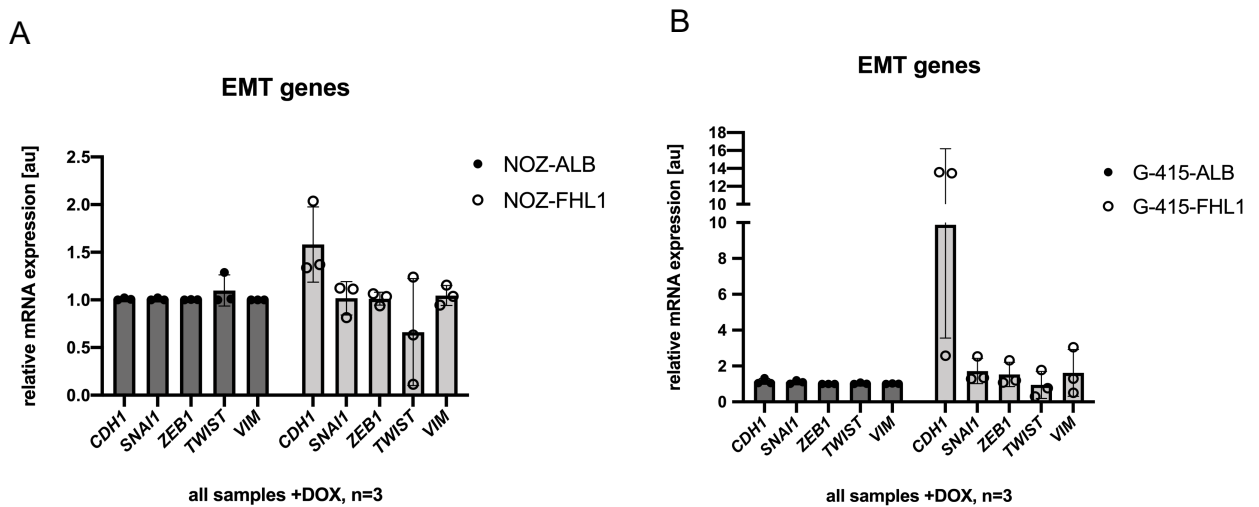 A
EMT genes
relative mRNA expression [au]
2.5
2.0
1.5
1.0
0.5
0.0
CDH1
SNAI1
ZEB1
TWIST
VIM
CDH1
SNAI1
ZEB1
TWIST
VIM
all samples +DOX, n=3
NOZ-ALB
NOZ-FHL1
B
EMT genes
relative mRNA expression [au]
18
16
14
12
10
10
8
6
4
2
0
CDH1
SNAI1
ZEB1
TWIST
VIM
CDH1
SNAI1
ZEB1
TWIST
VIM
all samples +DOX, n=3
G-415-ALB
G-415-FHL1